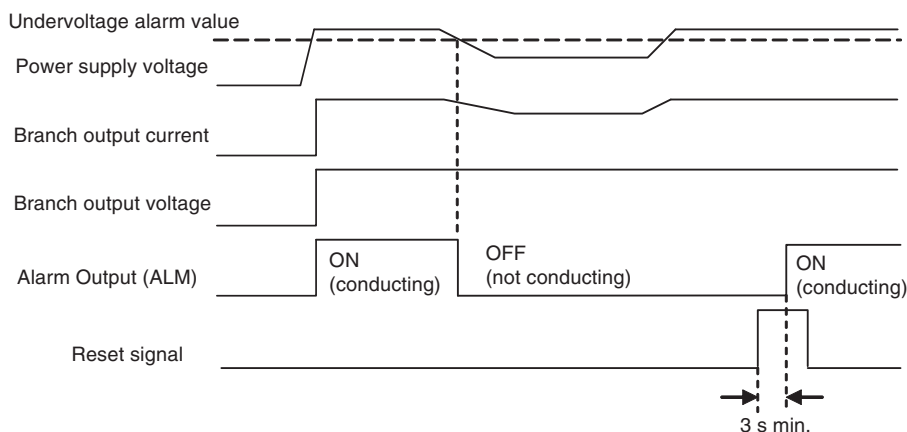 Undervoltage alarm value
Power supply voltage
Branch output current
Branch output voltage
Alarm Output (ALM)
ON
(conducting)
OFF
(not conducting)
ON
(conducting)
Reset signal
3 s min.